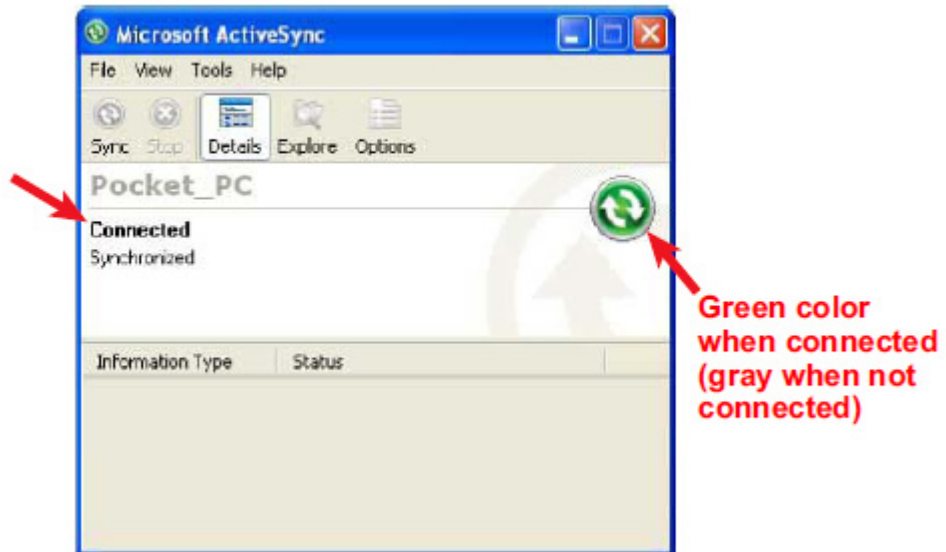 Microsoft ActiveSync
File View Tools Help
Sync Stop Details Explore Options
Pocket_PC
Connected
Synchronized
Green color
when connected
(gray when not
connected)
Information Type Status